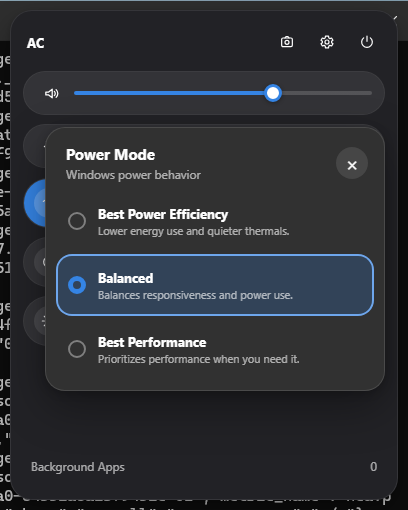 AC
Power Mode
Windows power behavior
Best Power Efficiency
Lower energy use and quieter thermals.
Balanced
Balances responsiveness and power use.
Best Performance
Prioritizes performance when you need it.
Background Apps 0